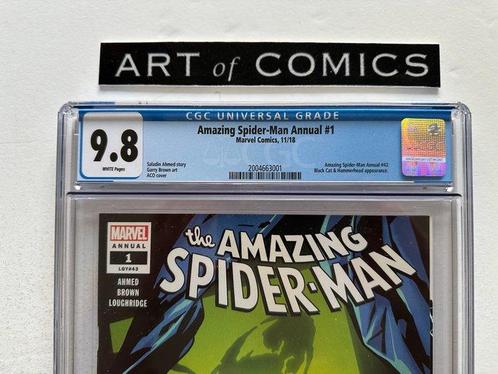 ART of COMICS
CGC UNIVERSAL GRADE
9.8
WHITE Pages
Amazing Spider-Man Annual #1
Marvel Comics, 11/18
Saladin Ahmed story
Garry Brown art
ACO cover
2004663001
Amazing Spider-Man Annual #42
Black Cat & Hammerhead appearance.
MARVEL
ANNUAL
1
LGY#43
AHMED
BROWN
LOUGHRIDGE
the AMAZING
SPIDER-MAN